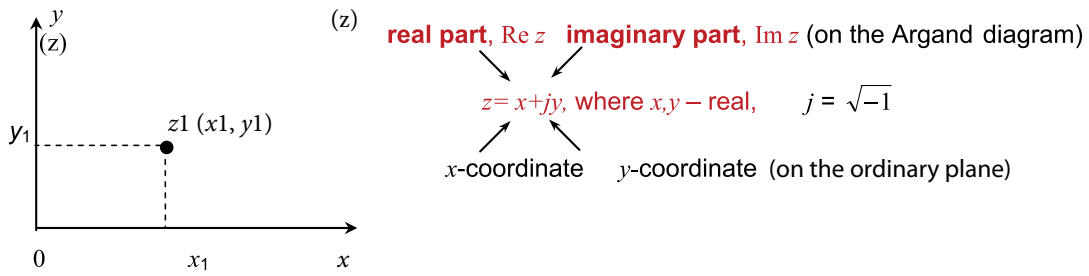 y
(z)
(z)
y₁
z1 (x1, y1)
0
x₁
x
real part, Re z imaginary part, Im z (on the Argand diagram)
z= x+jy, where x,y – real, j = √−1
x-coordinate y-coordinate (on the ordinary plane)